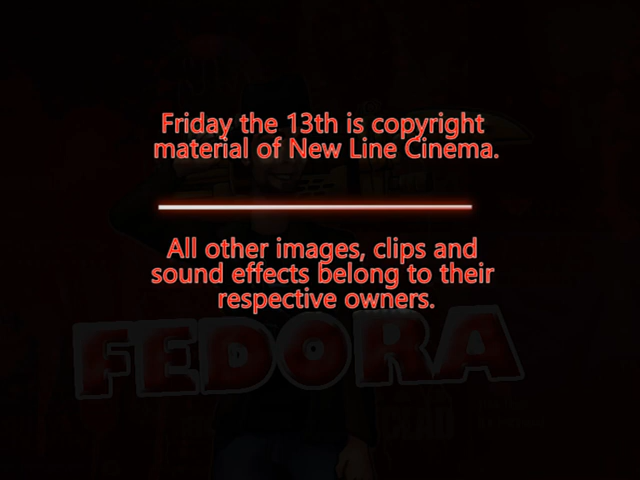 Friday the 13th is copyright
material of New Line Cinema.
All other images, clips and
sound effects belong to their
respective owners.
FEDORA